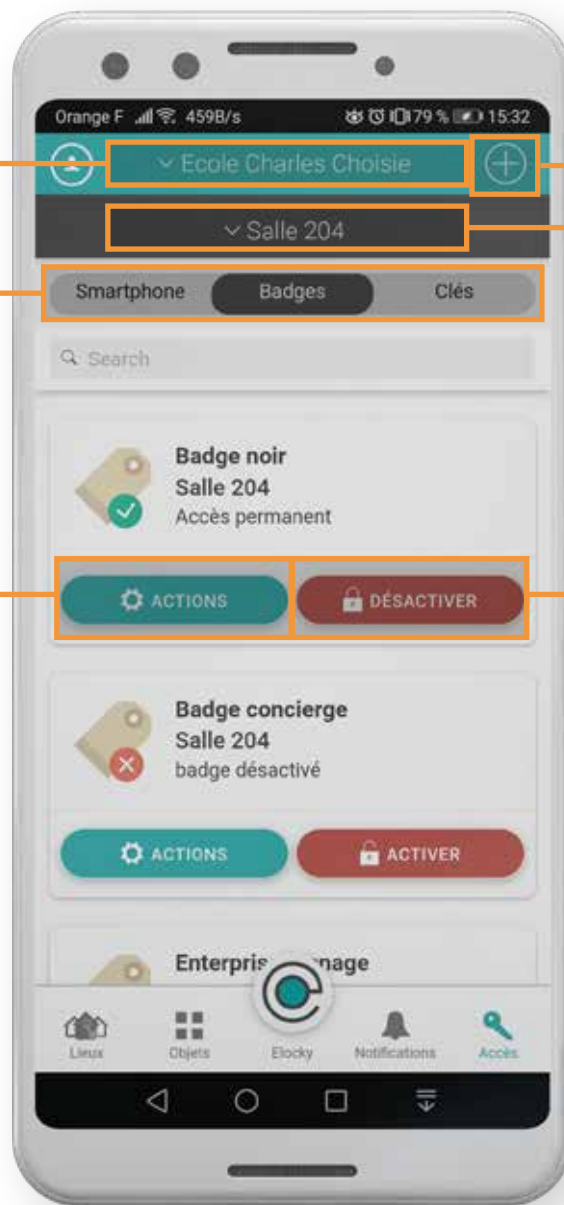 Orange F 459B/s 79 % 15:32
Ecole Charles Choisie
Salle 204
Smartphone Badges Clés
Search
Badge noir
Salle 204
Accès permanent
ACTIONS DÉSACTIVER
Badge concierge
Salle 204
badge désactivé
ACTIONS ACTIVER
Lieux Objets Elocky Notifications Accès